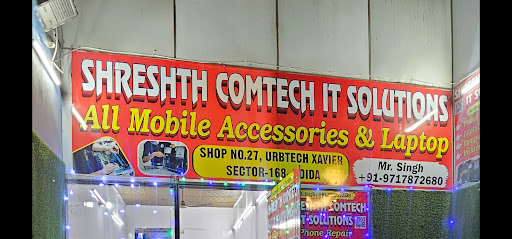 SHRESHTH COMTECH IT SOLUTIONS
All Mobile Accessories & Laptop
SHOP NO.27, URBTECH XAVIER
SECTOR-168
Mr. Singh
+91-9717872680
COMTECH
IT SOLUTIONS
Phone Repair